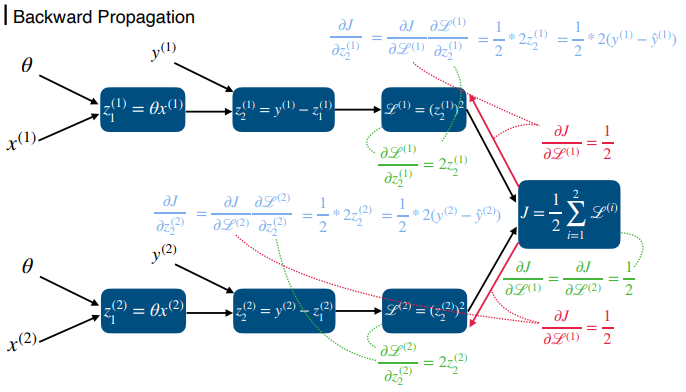 Backward Propagation
∂J/∂z₂⁽¹⁾ = ∂J/∂ℒ⁽¹⁾ ∂ℒ⁽¹⁾/∂z₂⁽¹⁾ = 1/2 * 2z₂⁽¹⁾ = 1/2 * 2(y⁽¹⁾ − ŷ⁽¹⁾)
θ
y⁽¹⁾
x⁽¹⁾
z₁⁽¹⁾ = θx⁽¹⁾
z₂⁽¹⁾ = y⁽¹⁾ − z₁⁽¹⁾
ℒ⁽¹⁾ = (z₂⁽¹⁾)²
∂J/∂ℒ⁽¹⁾ = 1/2
∂ℒ⁽¹⁾/∂z₂⁽¹⁾ = 2z₂⁽¹⁾
∂J/∂z₂⁽²⁾ = ∂J/∂ℒ⁽²⁾ ∂ℒ⁽²⁾/∂z₂⁽²⁾ = 1/2 * 2z₂⁽²⁾ = 1/2 * 2(y⁽²⁾ − ŷ⁽²⁾)
J = 1/2 ∑_{i=1}^{2} ℒ⁽ⁱ⁾
θ
y⁽²⁾
x⁽²⁾
z₁⁽²⁾ = θx⁽²⁾
z₂⁽²⁾ = y⁽²⁾ − z₁⁽²⁾
ℒ⁽²⁾ = (z₂⁽²⁾)²
∂J/∂ℒ⁽¹⁾ = ∂J/∂ℒ⁽²⁾ = 1/2
∂J/∂ℒ⁽¹⁾ = 1/2
∂ℒ⁽²⁾/∂z₂⁽²⁾ = 2z₂⁽²⁾